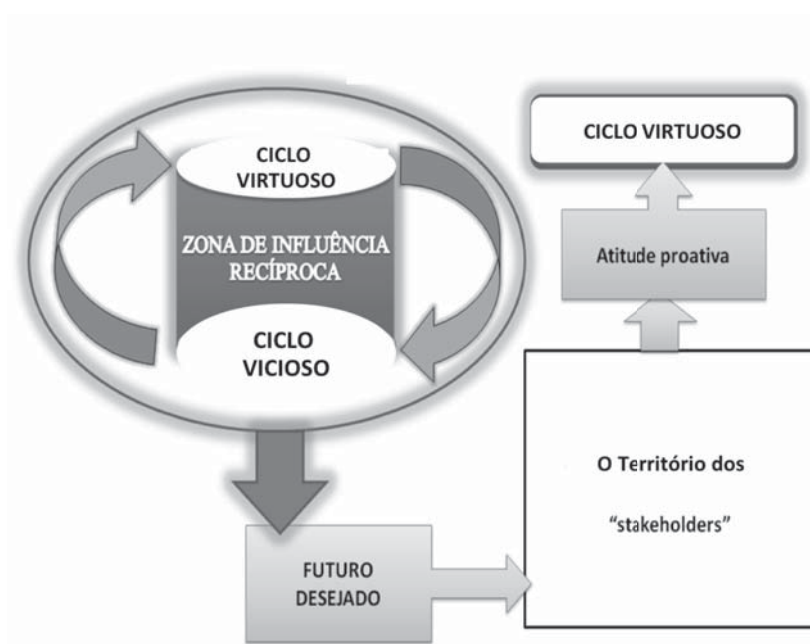 CICLO
VIRTUOSO
ZONA DE INFLUÊNCIA
RECÍPROCA
CICLO
VICIOSO
FUTURO
DESEJADO
O Território dos
“stakeholders”
Atitude proativa
CICLO VIRTUOSO